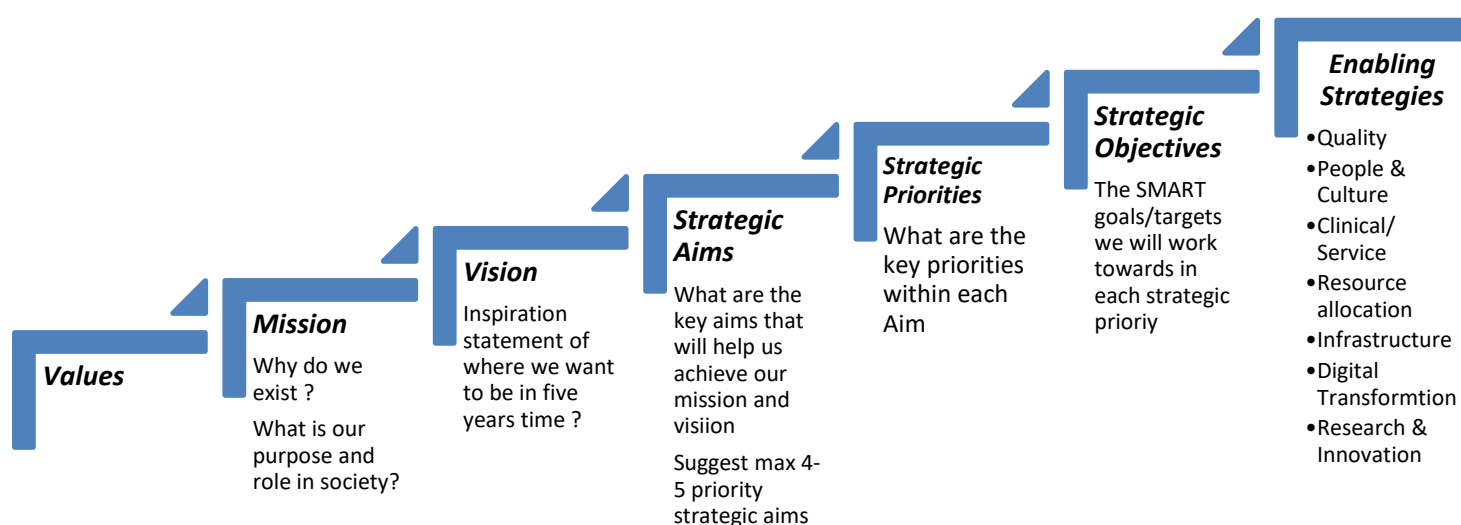 Values
Mission
Why do we
exist ?
What is our
purpose and
role in society?
Vision
Inspiration
statement of
where we want
to be in five
years time ?
Strategic
Aims
What are the
key aims that
will help us
achieve our
mission and
visiion
Suggest max 4-
5 priority
strategic aims
Strategic
Priorities
What are the
key priorities
within each
Aim
Strategic
Objectives
The SMART
goals/targets
we will work
towards in
each strategic
prioriy
Enabling
Strategies
•Quality
•People &
Culture
•Clinical/
Service
•Resource
allocation
•Infrastructure
•Digital
Transformtion
•Research &
Innovation